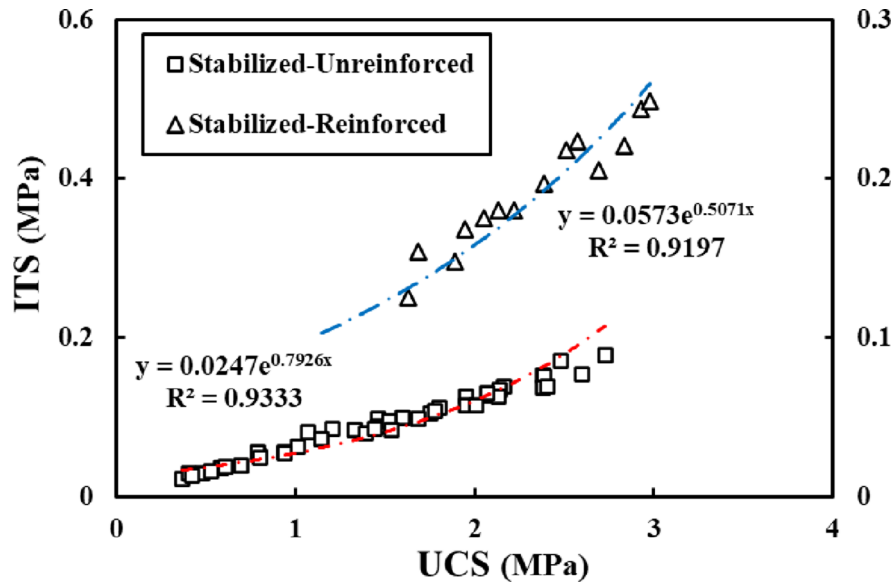 0.6
0.3
Stabilized-Unreinforced
Stabilized-Reinforced
0.4
0.2
y = 0.0573e^0.5071x
R² = 0.9197
ITS (MPa)
0.2
0.1
y = 0.0247e^0.7926x
R² = 0.9333
0
0
0
1
2
3
4
UCS (MPa)